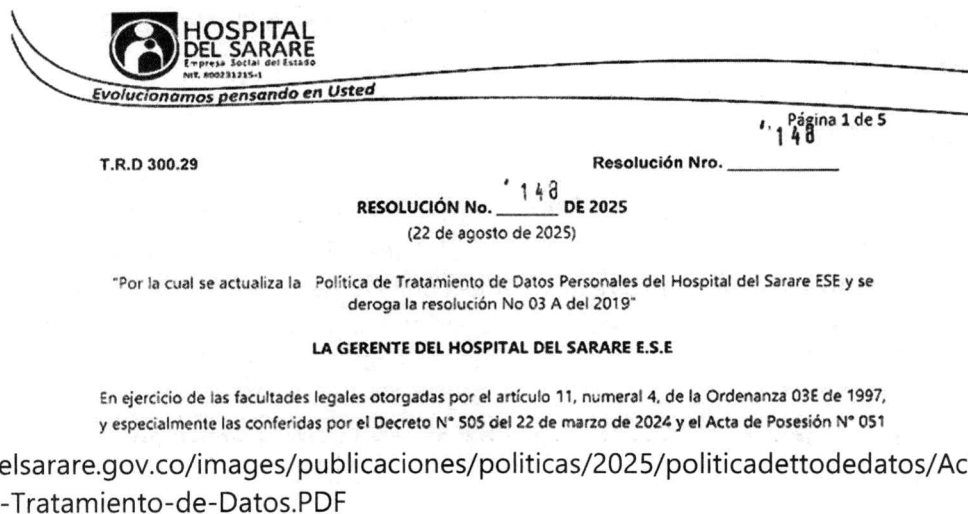 HOSPITAL
DEL SARARE
Empresa Social del Estado
Nit. 800231215-1
Evolucionamos pensando en Usted
Página 1 de 5
148
T.R.D 300.29
Resolución Nro. ____________
RESOLUCIÓN No. 148 DE 2025
(22 de agosto de 2025)
"Por la cual se actualiza la Política de Tratamiento de Datos Personales del Hospital del Sarare ESE y se
deroga la resolución No 03 A del 2019"
LA GERENTE DEL HOSPITAL DEL SARARE E.S.E
En ejercicio de las facultades legales otorgadas por el artículo 11, numeral 4, de la Ordenanza 03E de 1997,
y especialmente las conferidas por el Decreto N° 505 del 22 de marzo de 2024 y el Acta de Posesión N° 051
elsarare.gov.co/images/publicaciones/politicas/2025/politicadettodedatos/Ac
-Tratamiento-de-Datos.PDF